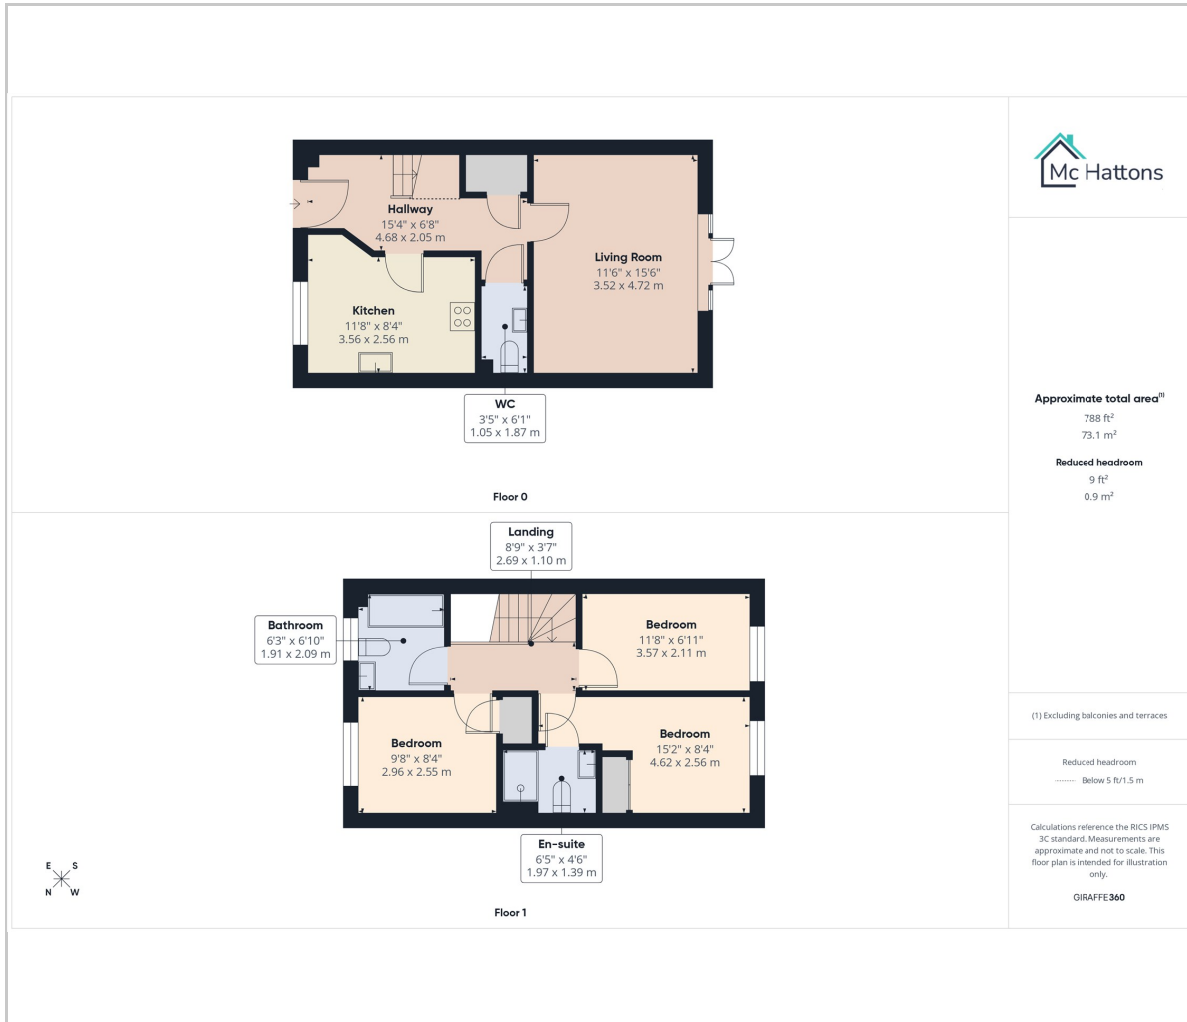 Mc Hattons
Hallway
15'4" x 6'8"
4.68 x 2.05 m
Living Room
11'6" x 15'6"
3.52 x 4.72 m
Kitchen
11'8" x 8'4"
3.56 x 2.56 m
WC
3'5" x 6'1"
1.05 x 1.87 m
Floor 0
Landing
8'9" x 3'7"
2.69 x 1.10 m
Bathroom
6'3" x 6'10"
1.91 x 2.09 m
Bedroom
11'8" x 6'11"
3.57 x 2.11 m
Bedroom
9'8" x 8'4"
2.96 x 2.55 m
Bedroom
15'2" x 8'4"
4.62 x 2.56 m
En-suite
6'5" x 4'6"
1.97 x 1.39 m
E S
N W
Floor 1
Approximate total area(1)
788 ft²
73.1 m²
Reduced headroom
9 ft²
0.9 m²
(1) Excluding balconies and terraces
Reduced headroom
Below 5 ft/1.5 m
Calculations reference the RICS IPMS
3C standard. Measurements are
approximate and not to scale. This
floor plan is intended for illustration
only.
GIRAFFE360